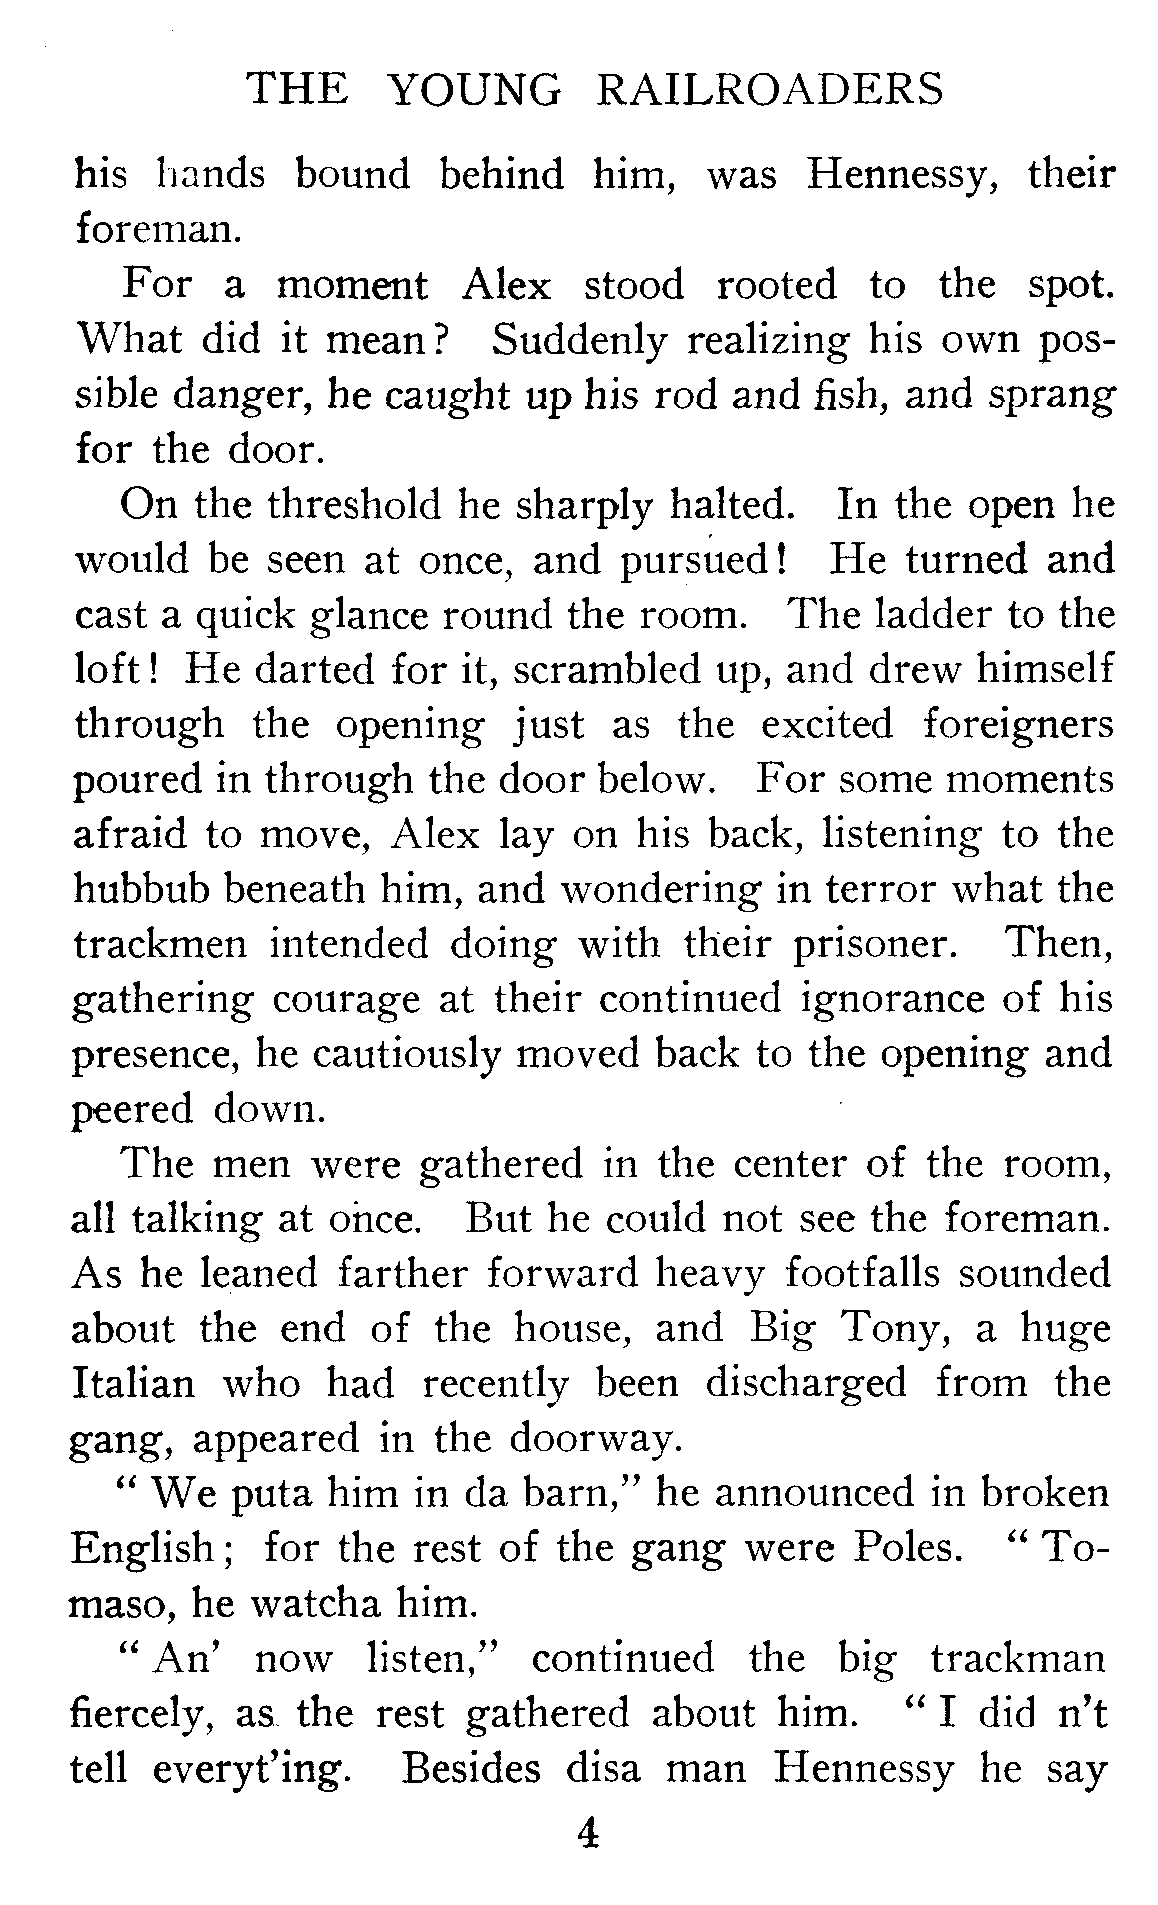 THE YOUNG RAILROADERS
his hands bound behind him, was Hennessy, their
foreman.
For a moment Alex stood rooted to the spot.
What did it mean? Suddenly realizing his own pos-
sible danger, he caught up his rod and fish, and sprang
for the door.
On the threshold he sharply halted. In the open he
would be seen at once, and pursued! He turned and
cast a quick glance round the room. The ladder to the
loft! He darted for it, scrambled up, and drew himself
through the opening just as the excited foreigners
poured in through the door below. For some moments
afraid to move, Alex lay on his back, listening to the
hubbub beneath him, and wondering in terror what the
trackmen intended doing with their prisoner. Then,
gathering courage at their continued ignorance of his
presence, he cautiously moved back to the opening and
peered down.
The men were gathered in the center of the room,
all talking at once. But he could not see the foreman.
As he leaned farther forward heavy footfalls sounded
about the end of the house, and Big Tony, a huge
Italian who had recently been discharged from the
gang, appeared in the doorway.
“ We puta him in da barn,” he announced in broken
English; for the rest of the gang were Poles. “ To-
maso, he watcha him.
“ An’ now listen,” continued the big trackman
fiercely, as the rest gathered about him. “ I did n’t
tell everyt’ing. Besides disa man Hennessy he say
4